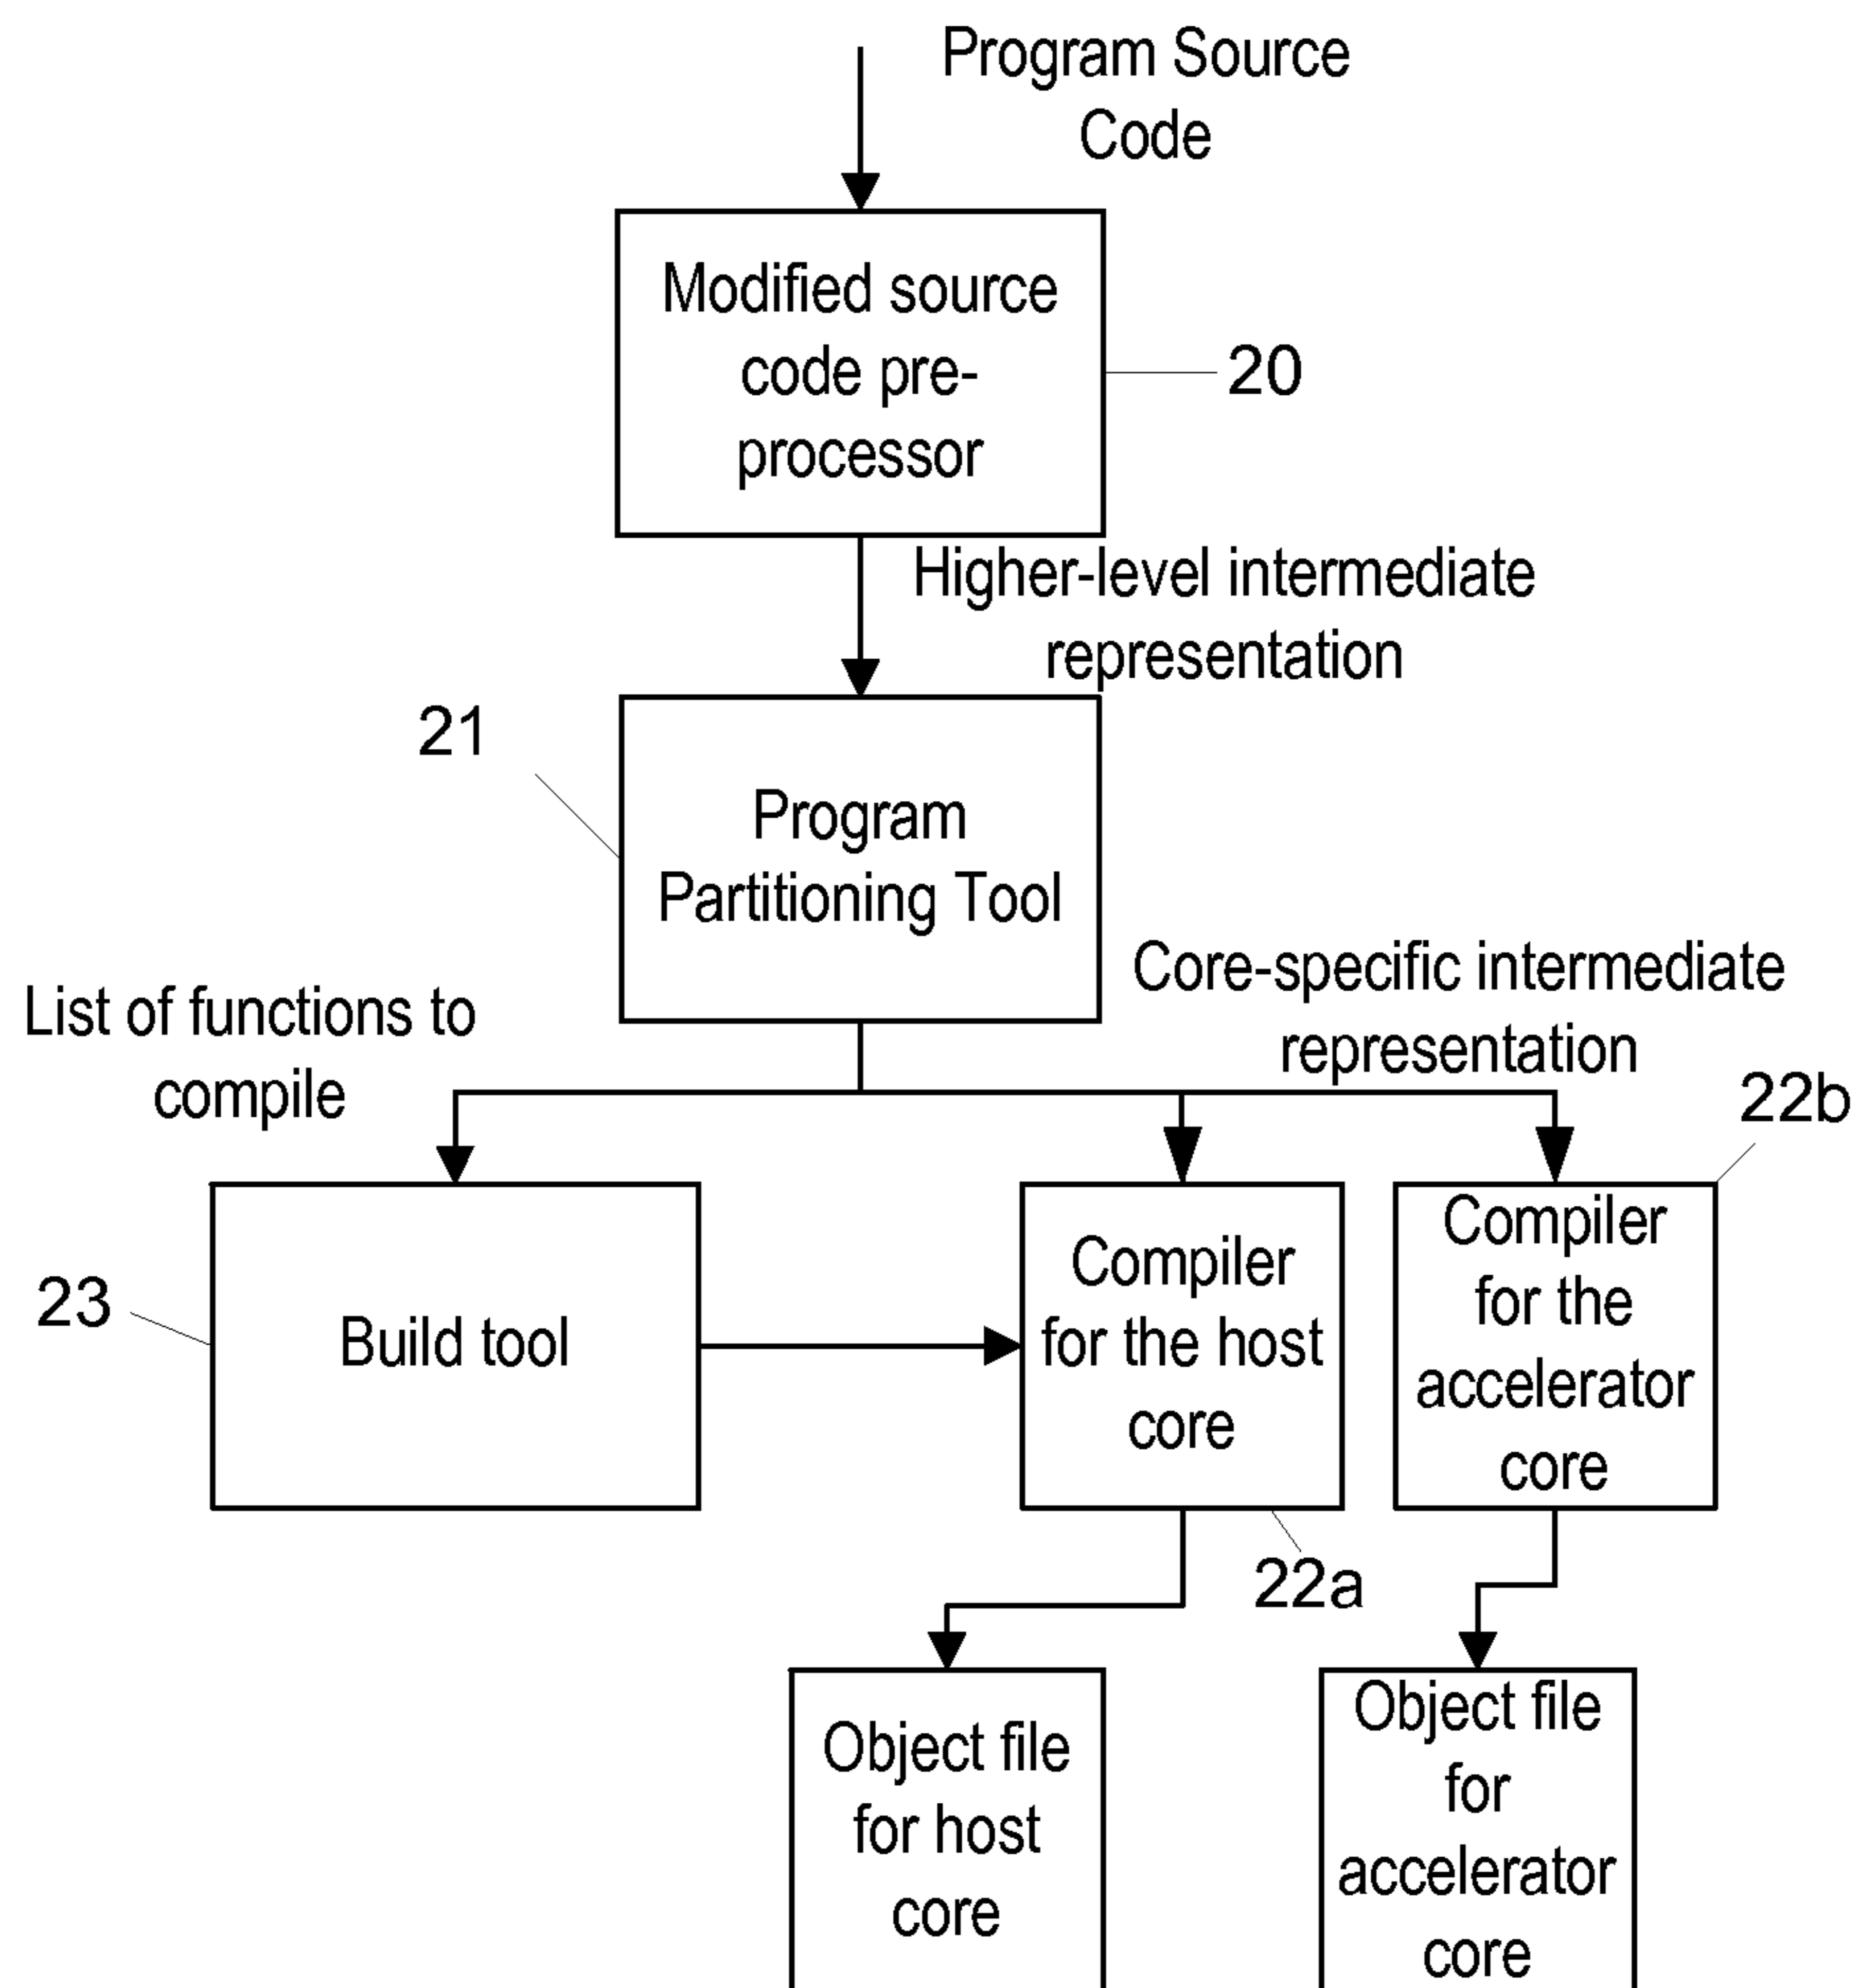 Program Source
Code
Modified source
code pre-
processor
20
Higher-level intermediate
representation
21
Program
Partitioning Tool
Core-specific intermediate
representation
List of functions to
compile
22b
23
Build tool
Compiler
for the host
core
Compiler
for the
accelerator
core
22a
Object file
for host
core
Object file
for
accelerator
core